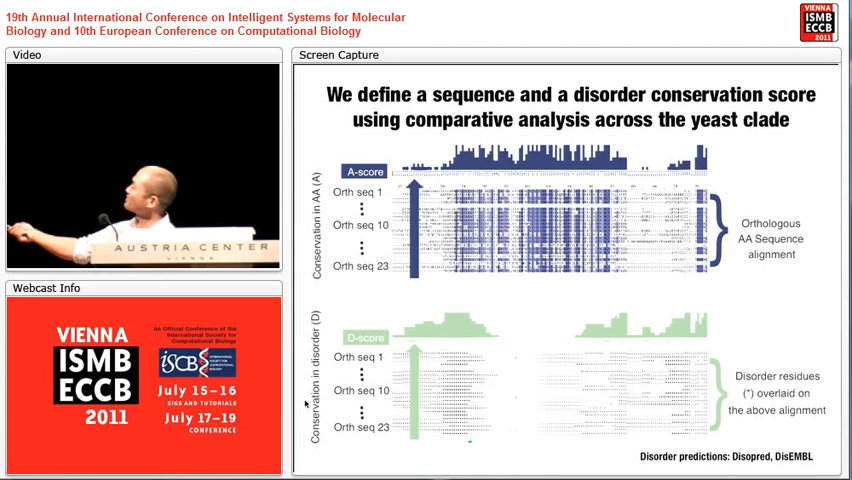 19th Annual International Conference on Intelligent Systems for Molecular
Biology and 10th European Conference on Computational Biology
VIENNA
ISMB
ECCB
2011
Video
AUSTRIA CENTER
VIENNA
Webcast Info
VIENNA
ISMB
ECCB
2011
An Official Conference of the
International Society for
Computational Biology
iSCB
INTERNATIONAL
SOCIETY FOR
COMPUTATIONAL
BIOLOGY
July 15–16
SIGS AND TUTORIALS
July 17–19
CONFERENCE
Screen Capture
We define a sequence and a disorder conservation score
using comparative analysis across the yeast clade
A-score
Conservation in AA (A)
Orth seq 1
Orth seq 10
Orth seq 23
Orthologous
AA Sequence
alignment
D-score
Conservation in disorder (D)
Orth seq 1
Orth seq 10
Orth seq 23
Disorder residues
(*) overlaid on
the above alignment
Disorder predictions: Disopred, DisEMBL